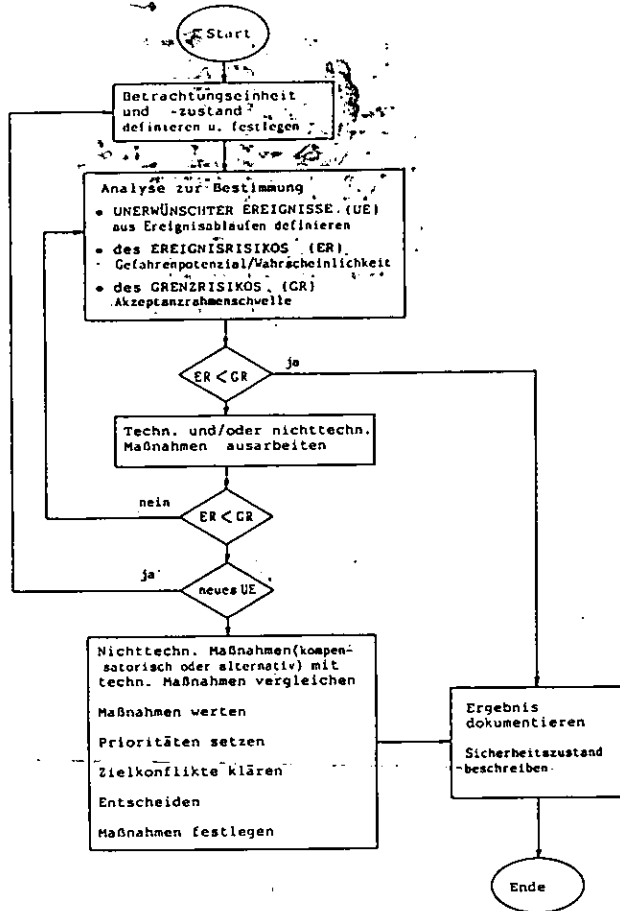 Start
Betrachtungseinheit
und -zustand
definieren u. festlegen
Analyse zur Bestimmung
• UNERWÜNSCHTER EREIGNISSE (UE)
aus Ereignisabläufen definieren
• des EREIGNISRISIKOS (ER)
Gefahrenpotenzial/Wahrscheinlichkeit
• des GRENZRISIKOS (GR)
Akzeptanzrahmenschwelle
ja
ER < GR
Techn. und/oder nichttechn.
Maßnahmen ausarbeiten
nein
ER < GR
ja
neues UE
Nichttechn. Maßnahmen(kompen-
satorisch oder alternativ) mit
techn. Maßnahmen vergleichen
Maßnahmen werten
Prioritäten setzen
Zielkonflikte klären
Entscheiden
Maßnahmen festlegen
Ergebnis
dokumentieren
Sicherheitszustand
beschreiben
Ende